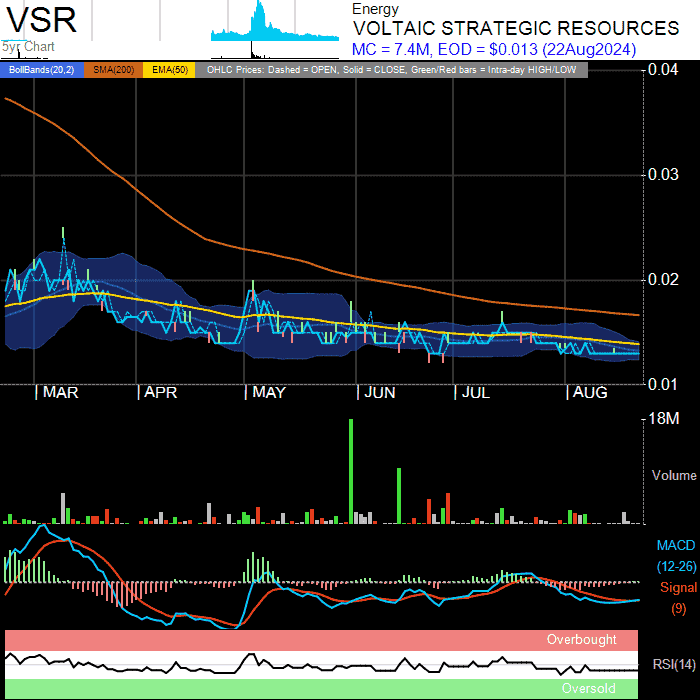 VSR
5yr Chart
Energy
VOLTAIC STRATEGIC RESOURCES
MC = 7.4M, EOD = $0.013 (22Aug2024)
BollBands(20,2) SMA(200) EMA(50) OHLC Prices: Dashed = OPEN, Solid = CLOSE, Green/Red bars = Intra-day HIGH/LOW
0.04
0.03
0.02
0.01
| MAR | APR | MAY | JUN | JUL | AUG
18M
Volume
MACD
(12-26)
Signal
(9)
Overbought
RSI(14)
Oversold